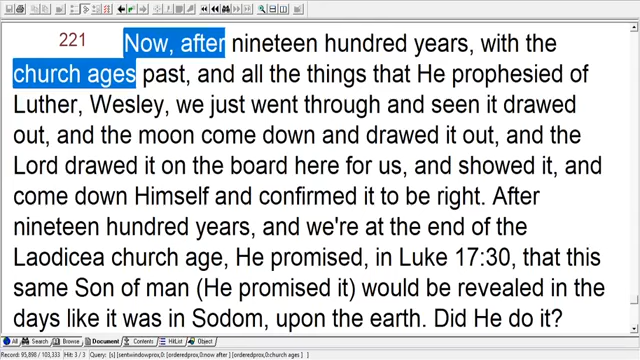 221 Now, after nineteen hundred years, with the
church ages past, and all the things that He prophesied of
Luther, Wesley, we just went through and seen it drawed
out, and the moon come down and drawed it out, and the
Lord drawed it on the board here for us, and showed it, and
come down Himself and confirmed it to be right. After
nineteen hundred years, and we're at the end of the
Laodicea church age, He promised, in Luke 17:30, that this
same Son of man (He promised it) would be revealed in the
days like it was in Sodom, upon the earth. Did He do it?
All Search Browse Document Contents HitList Object
Record: 95,898 / 103,333 Hit: 3 / 3 Query: [s] [sentwindowprox,0: [orderedprox,0:now after ] [orderedprox,0:church ages ] ]